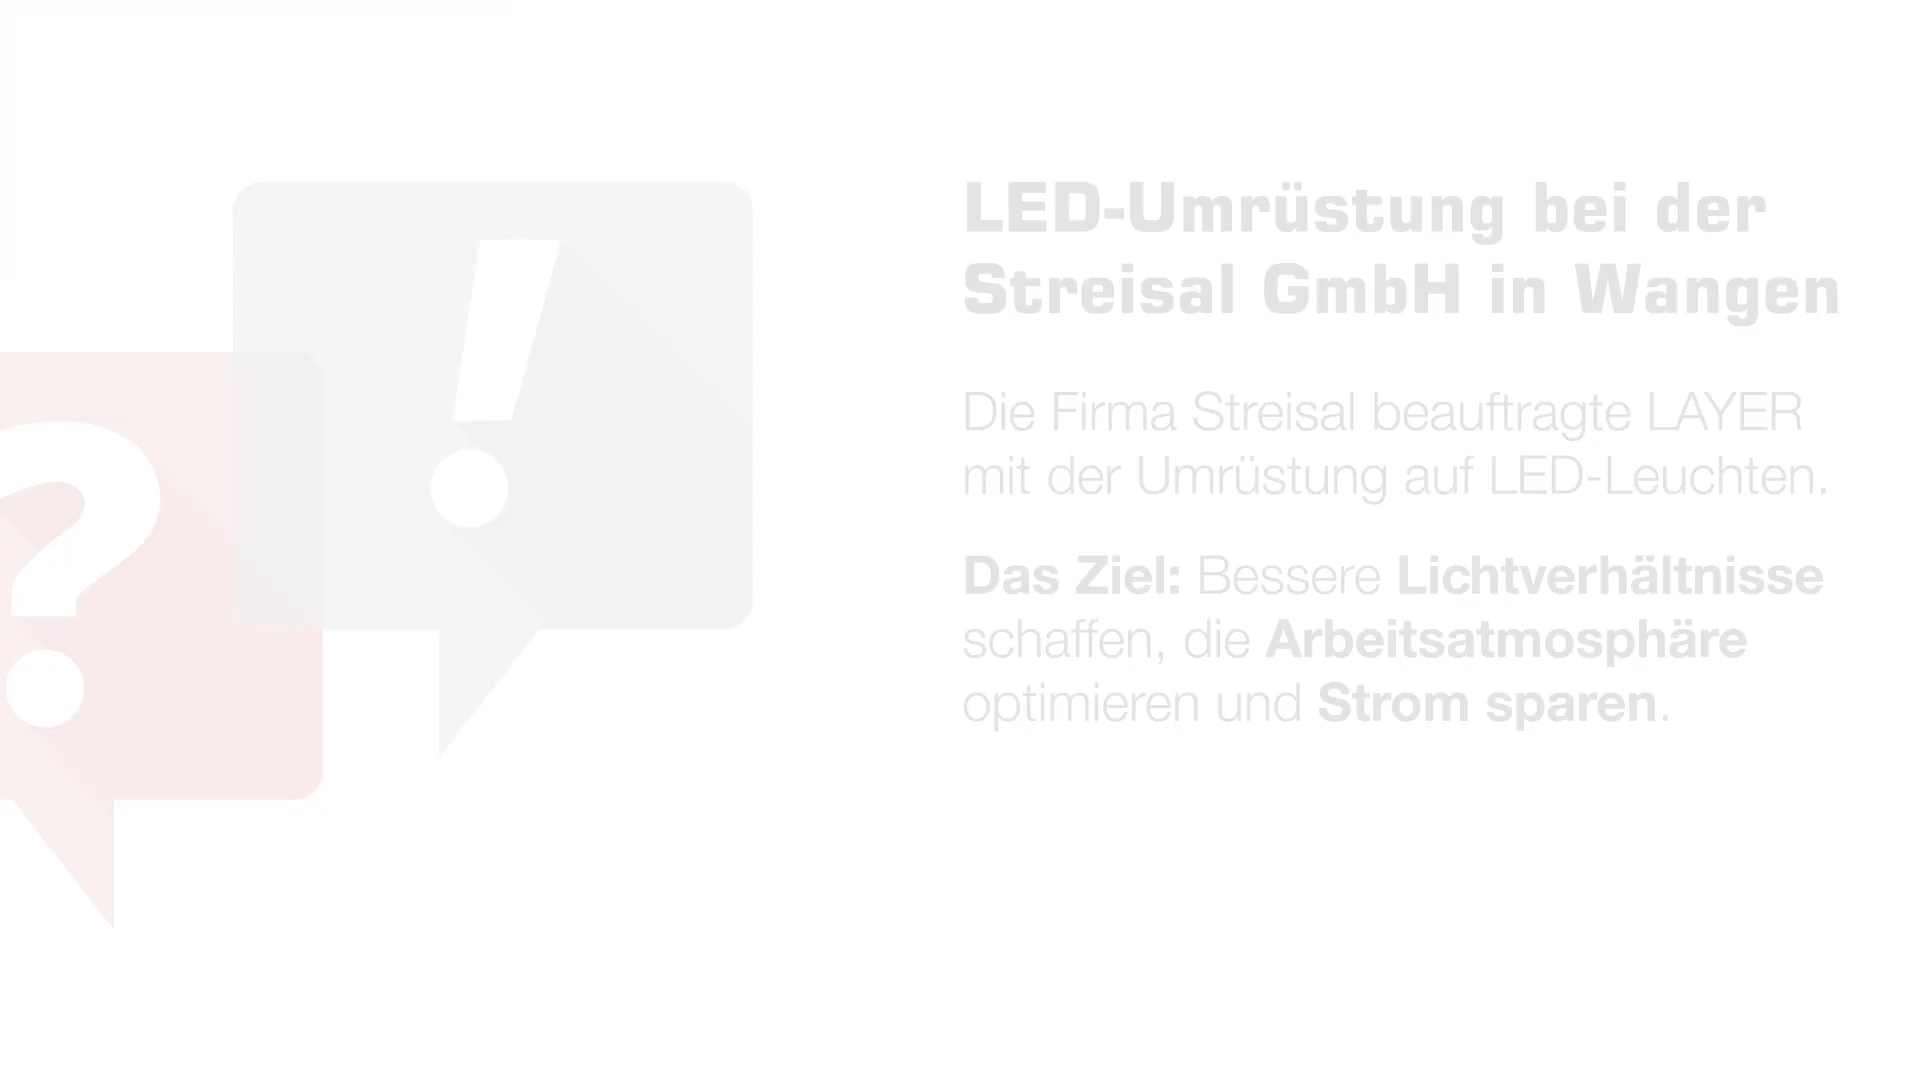 LED-Umrüstung bei der
Streisal GmbH in Wangen
Die Firma Streisal beauftragte LAYER
mit der Umrüstung auf LED-Leuchten.
Das Ziel: Bessere Lichtverhältnisse
schaffen, die Arbeitsatmosphäre
optimieren und Strom sparen.
!
?